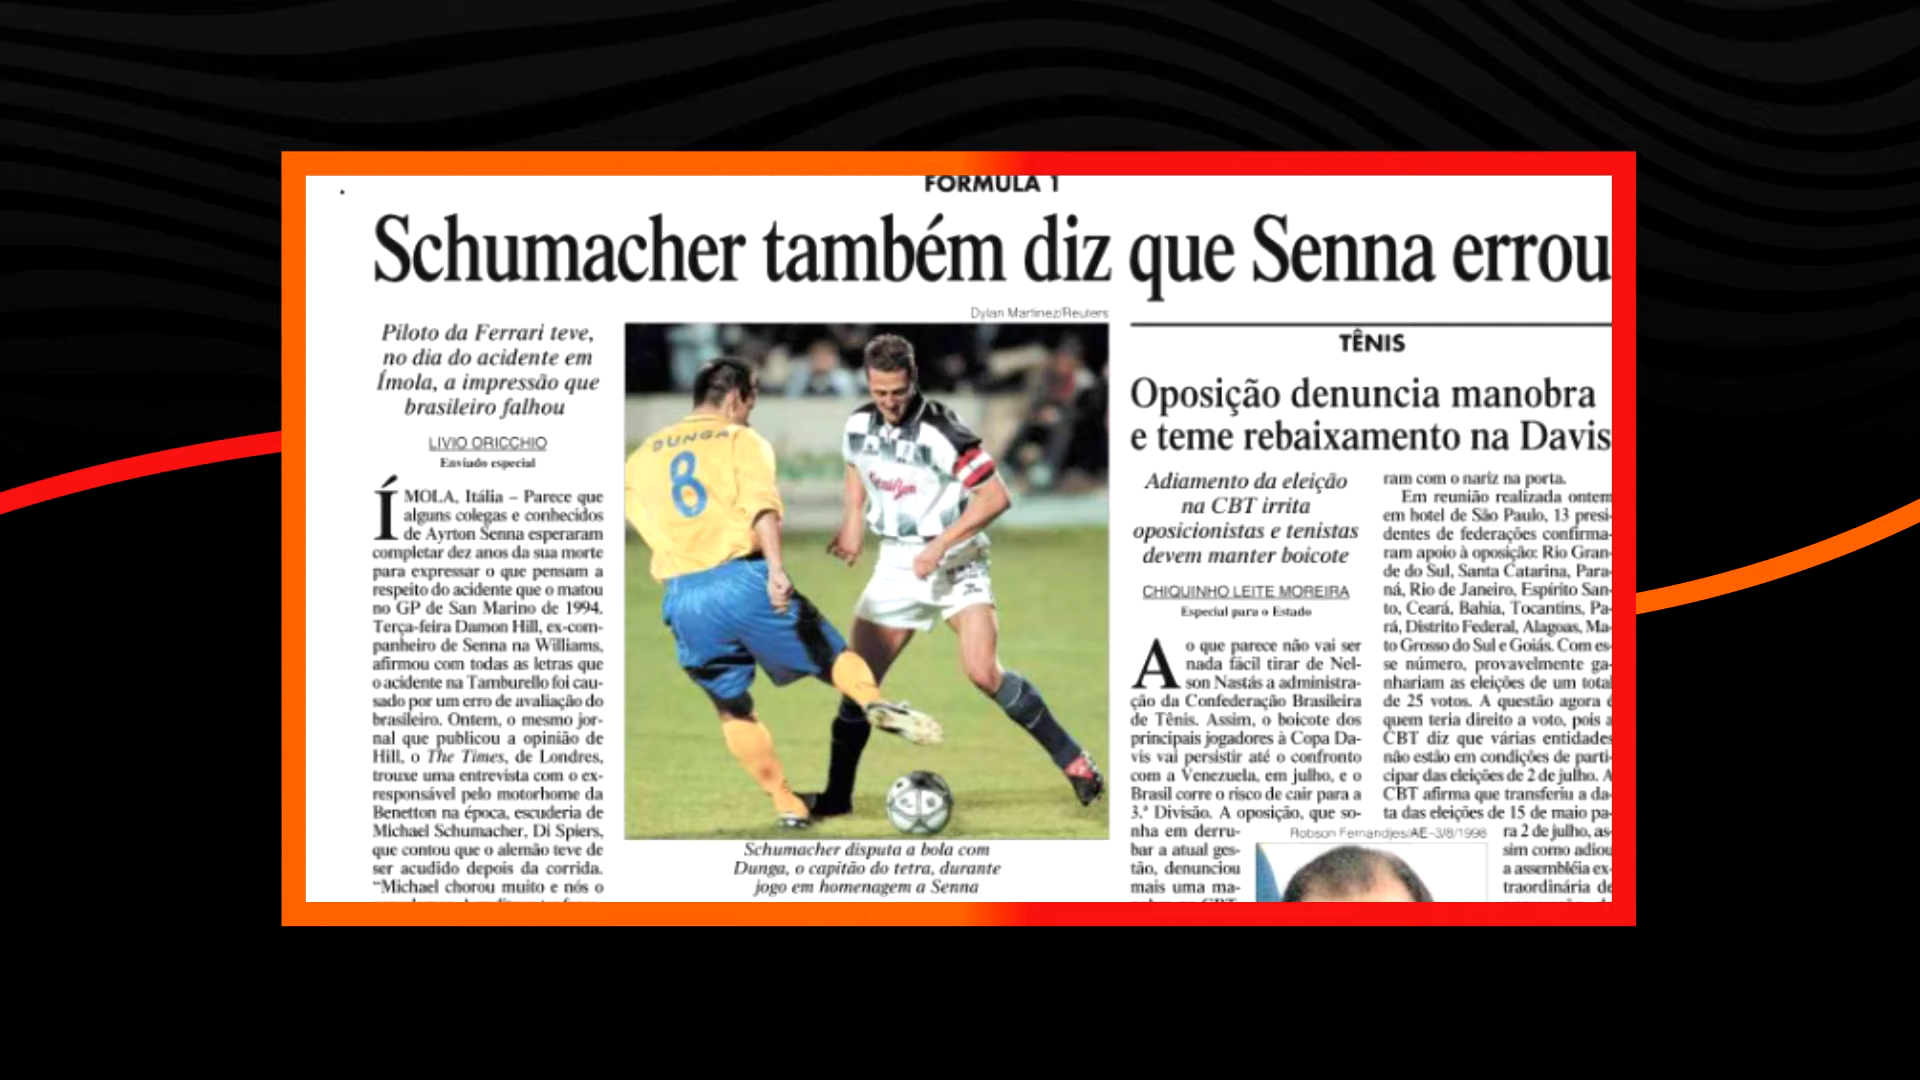 FÓRMULA 1
Schumacher também diz que Senna errou
Piloto da Ferrari teve,
no dia do acidente em
Ímola, a impressão que
brasileiro falhou
LIVIO ORICCHIO
Enviado especial
ÍMOLA, Itália – Parece que
alguns colegas e conhecidos
de Ayrton Senna esperaram
completar dez anos da sua morte
para expressar o que pensam a
respeito do acidente que o matou
no GP de San Marino de 1994.
Terça-feira Damon Hill, ex-com-
panheiro de Senna na Williams,
afirmou com todas as letras que
o acidente na Tamburello foi cau-
sado por um erro de avaliação do
brasileiro. Ontem, o mesmo jor-
nal que publicou a opinião de
Hill, o The Times, de Londres,
trouxe uma entrevista com o ex-
responsável pelo motorhome da
Benetton na época, escuderia de
Michael Schumacher, Di Spiers,
que contou que o alemão teve de
ser acudido depois da corrida.
“Michael chorou muito e nós o
Dylan Martinez/Reuters
DUNGA
8
Schumacher disputa a bola com
Dunga, o capitão do tetra, durante
jogo em homenagem a Senna
TÊNIS
Oposição denuncia manobra
e teme rebaixamento na Davis
Adiamento da eleição
na CBT irrita
oposicionistas e tenistas
devem manter boicote
CHIQUINHO LEITE MOREIRA
Especial para o Estado
Ao que parece não vai ser
nada fácil tirar de Nel-
son Nastás a administra-
ção da Confederação Brasileira
de Tênis. Assim, o boicote dos
principais jogadores à Copa Da-
vis vai persistir até o confronto
com a Venezuela, em julho, e o
Brasil corre o risco de cair para a
3.ª Divisão. A oposição, que so-
nha em derru-
bar a atual ges-
tão, denunciou
mais uma ma-
ram com o nariz na porta.
Em reunião realizada ontem
em hotel de São Paulo, 13 presi-
dentes de federações confirma-
ram apoio à oposição: Rio Gran-
de do Sul, Santa Catarina, Para-
ná, Rio de Janeiro, Espírito San-
to, Ceará, Bahia, Tocantins, Pa-
rá, Distrito Federal, Alagoas, Ma-
to Grosso do Sul e Goiás. Com es-
se número, provavelmente ga-
nhariam as eleições de um total
de 25 votos. A questão agora é
quem teria direito a voto, pois a
CBT diz que várias entidades
não estão em condições de parti-
cipar das eleições de 2 de julho. A
CBT afirma que transferiu a da-
ta das eleições de 15 de maio pa-
ra 2 de julho, as-
sim como adiou
a assembléia ex-
traordinária de
Robson Fernandjes/AE–3/8/1998